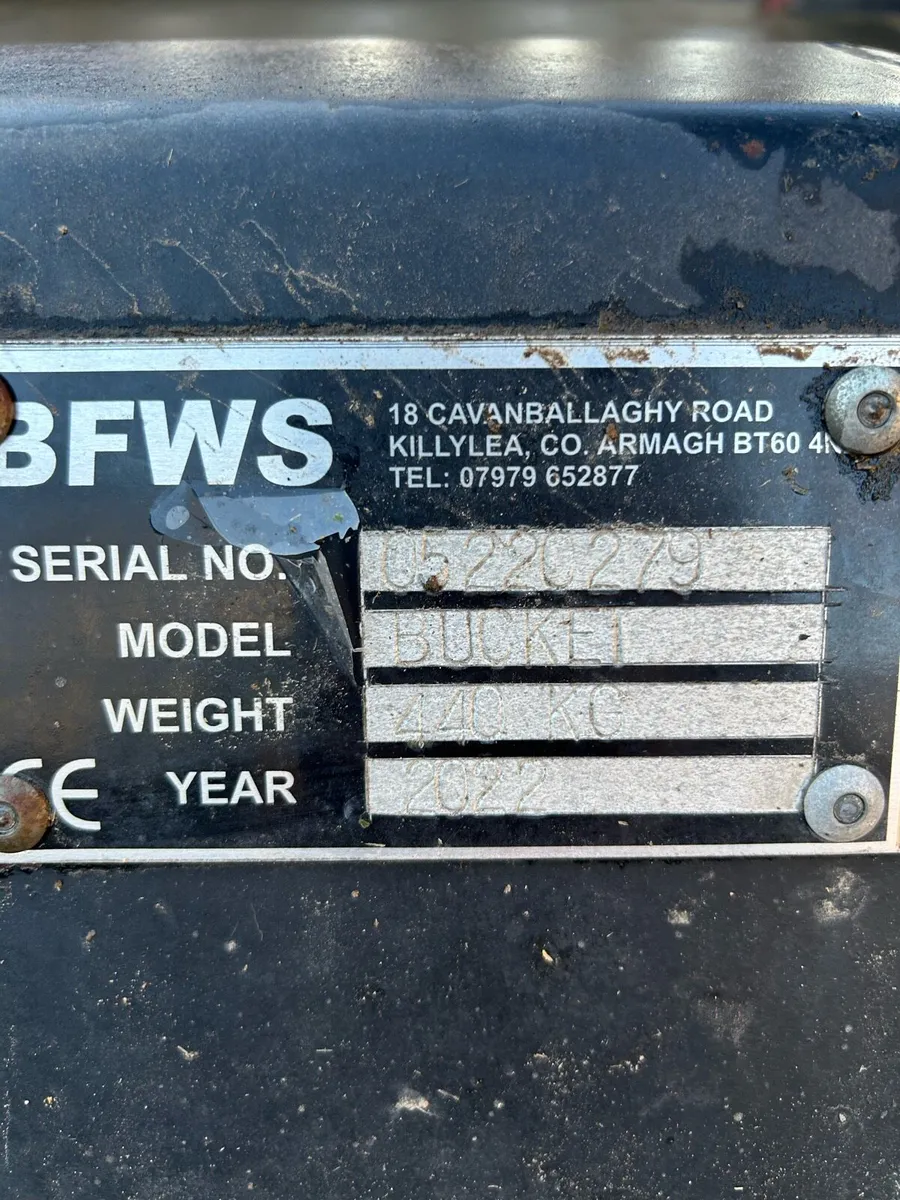 BFWS
18 CAVANBALLAGHY ROAD
KILLYLEA, CO. ARMAGH BT60
TEL: 07979 652877
SERIAL NO. 0522C279
MODEL BUCKET
WEIGHT 440 KG
CE YEAR 2022